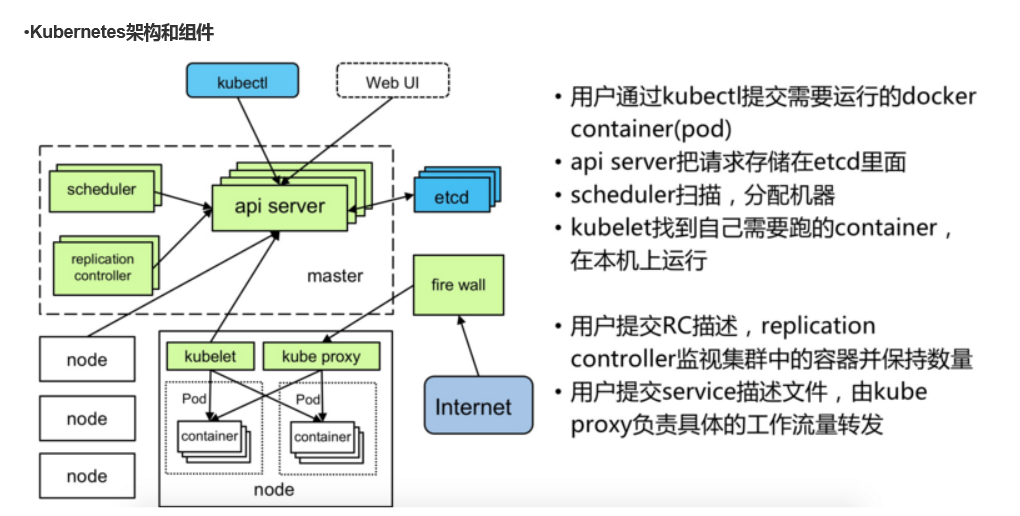 •Kubernetes架构和组件
kubectl
Web UI
scheduler
api server
etcd
replication
controller
master
fire wall
node
node
node
kubelet
kube proxy
Pod
Pod
container
container
node
Internet
• 用户通过kubectl提交需要运行的docker
container(pod)
• api server把请求存储在etcd里面
• scheduler扫描，分配机器
• kubelet找到自己需要跑的container，
在本机上运行
• 用户提交RC描述，replication
controller监视集群中的容器并保持数量
• 用户提交service描述文件，由kube
proxy负责具体的工作流量转发